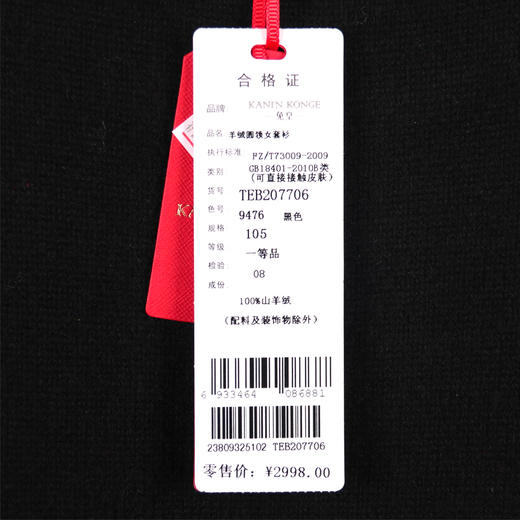 合格证
品牌 KANIN KONGE
兔皇
品名: 羊绒圆领女套衫
执行标准: FZ/T73009-2009
类别: GB18401-2010B类
(可直接接触皮肤)
货号: TEB207706
色号: 9476 黑色
规格: 105
等级: 一等品
检验: 08
成份:
100%山羊绒
(配料及装饰物除外)
6 933464 086881
23809325102 TEB207706
零售价: ¥2998.00